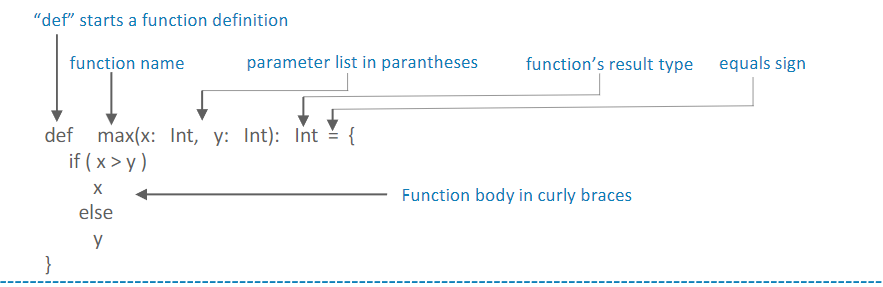 “def” starts a function definition
function name
parameter list in parantheses
function’s result type
equals sign
def max(x: Int, y: Int): Int = {
if ( x > y )
x
Function body in curly braces
else
y
}